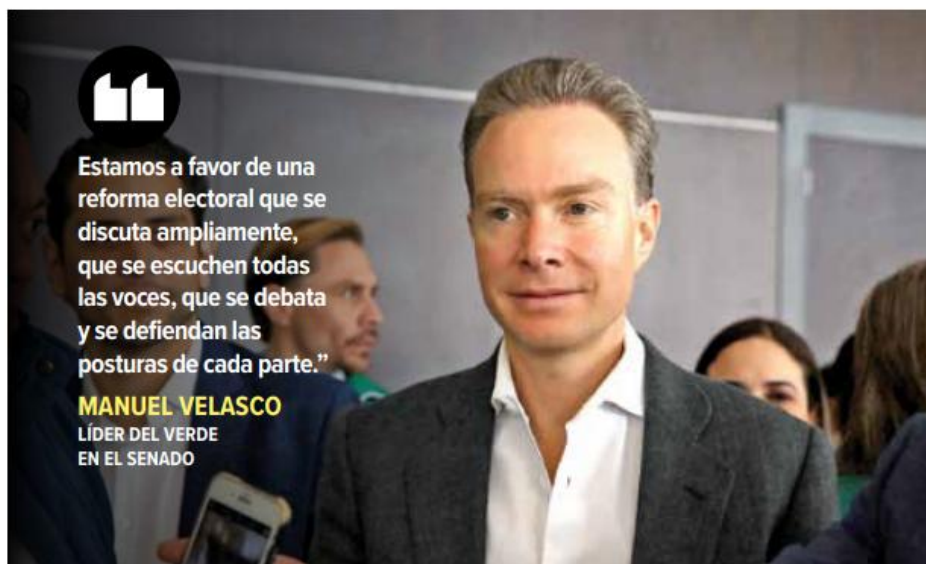 Estamos a favor de una
reforma electoral que se
discuta ampliamente,
que se escuchen todas
las voces, que se debata
y se defiendan las
posturas de cada parte.”
MANUEL VELASCO
LÍDER DEL VERDE
EN EL SENADO